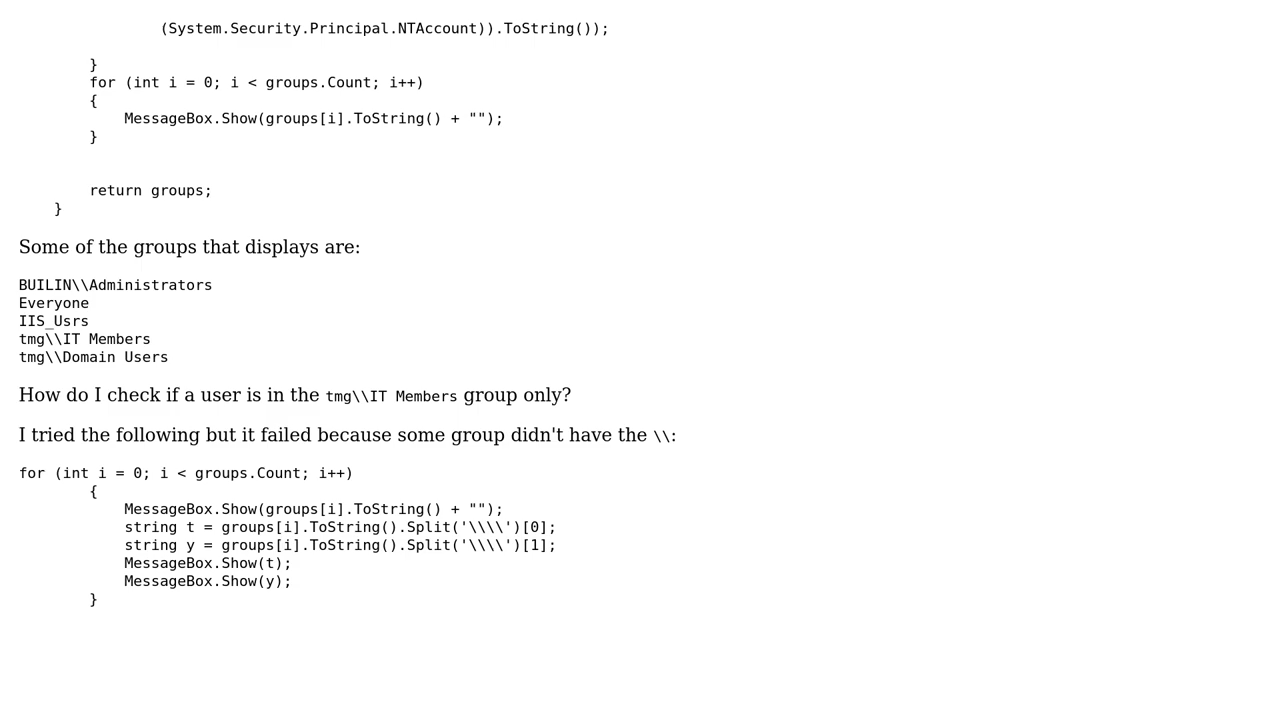 (System.Security.Principal.NTAccount)).ToString());
}
for (int i = 0; i < groups.Count; i++)
{
MessageBox.Show(groups[i].ToString() + "");
}
return groups;
}
Some of the groups that displays are:
BUILIN\\Administrators
Everyone
IIS_Usrs
tmg\\IT Members
tmg\\Domain Users
How do I check if a user is in the tmg\\IT Members group only?
I tried the following but it failed because some group didn't have the \\:
for (int i = 0; i < groups.Count; i++)
{
MessageBox.Show(groups[i].ToString() + "");
string t = groups[i].ToString().Split('\\\\')[0];
string y = groups[i].ToString().Split('\\\\')[1];
MessageBox.Show(t);
MessageBox.Show(y);
}